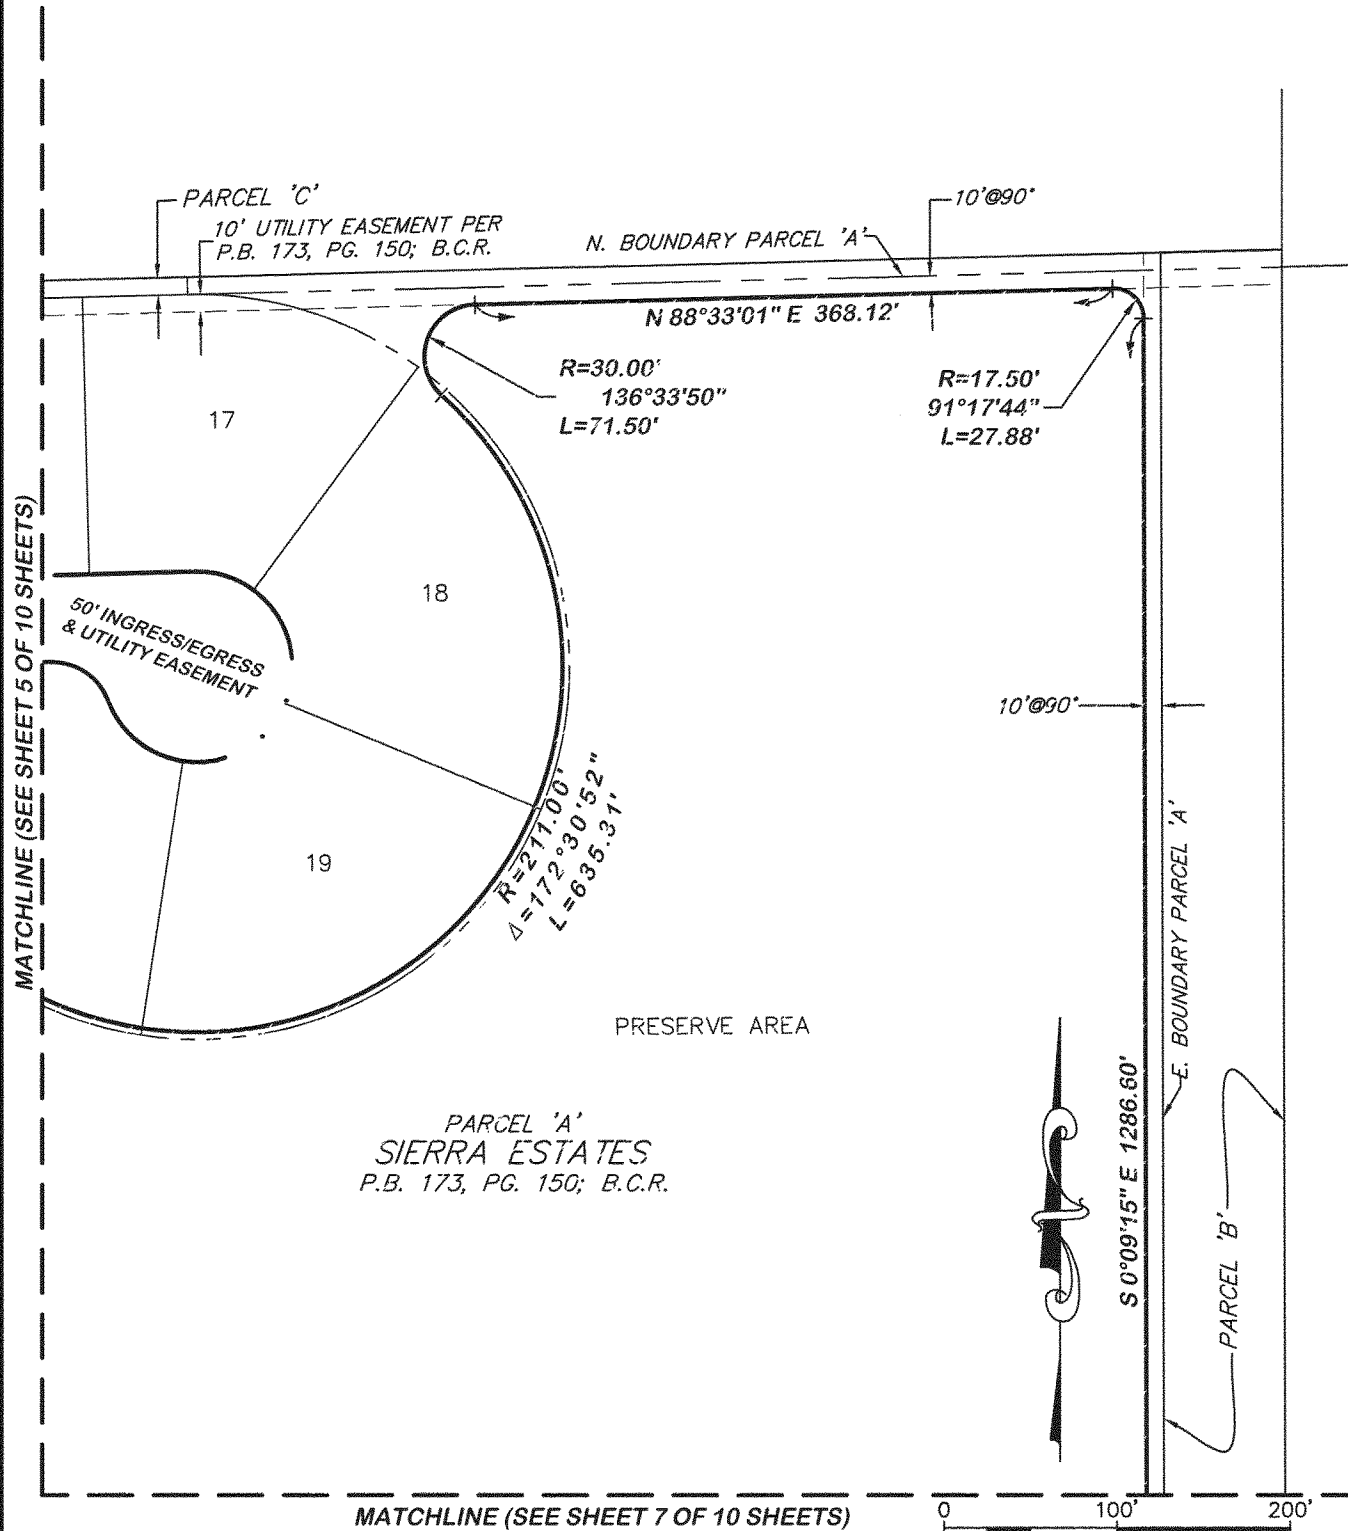 PARCEL 'C'
10' UTILITY EASEMENT PER
P.B. 173, PG. 150; B.C.R.
N. BOUNDARY PARCEL 'A'
10'@90°
N 88°33'01" E 368.12'
R=30.00'
136°33'50"
L=71.50'
R=17.50'
91°17'44"
L=27.88'
17
18
19
50' INGRESS/EGRESS
& UTILITY EASEMENT
MATCHLINE (SEE SHEET 5 OF 10 SHEETS)
R=211.00'
Δ=172°30'52"
L=635.31'
10'@90°
E. BOUNDARY PARCEL 'A'
PRESERVE AREA
PARCEL 'A'
SIERRA ESTATES
P.B. 173, PG. 150; B.C.R.
S 0°09'15" E 1286.60'
PARCEL 'B'
MATCHLINE (SEE SHEET 7 OF 10 SHEETS)
0 100' 200'